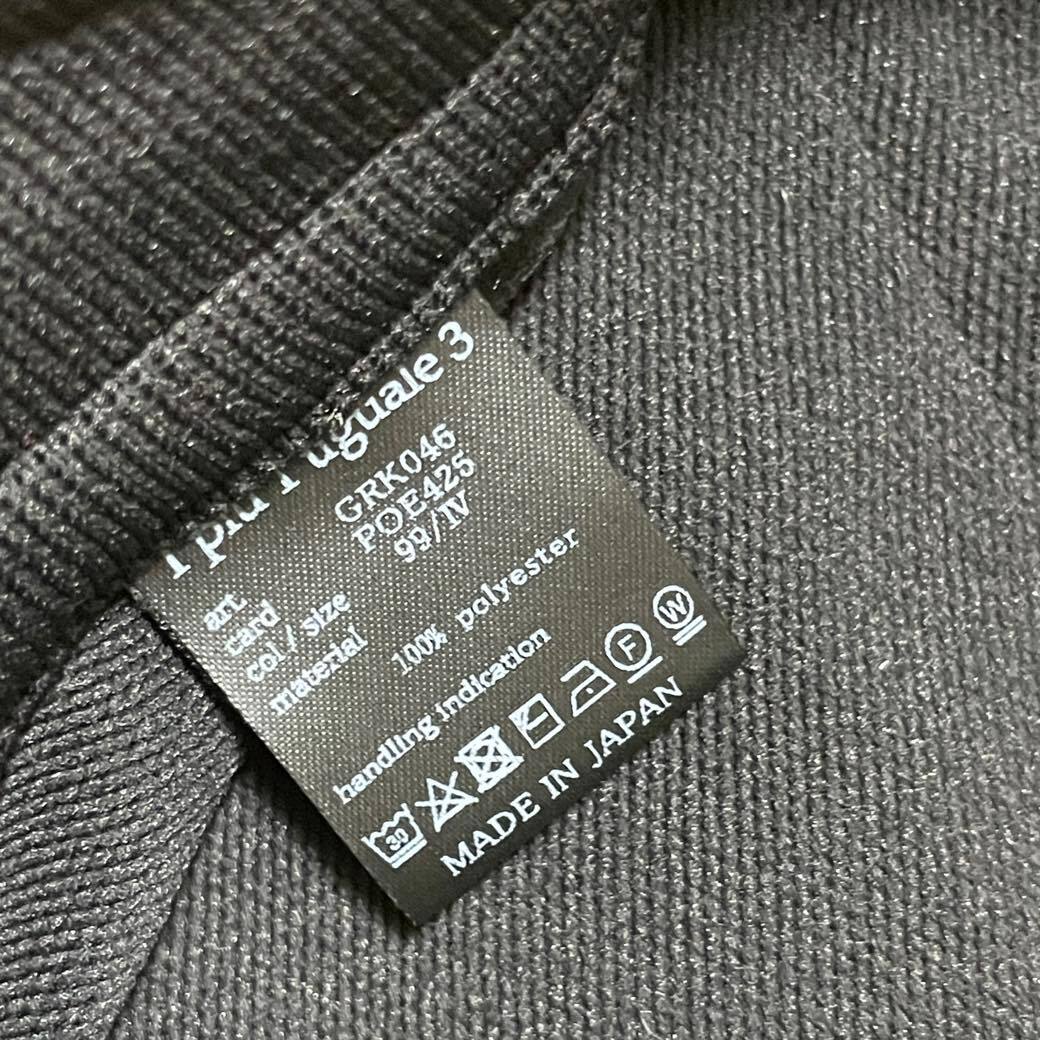 1 piu 1 uguale 3
art. GRK046
card POE425
col./size 99/Ⅳ
material
100% polyester
handling indication
30 F W
MADE IN JAPAN